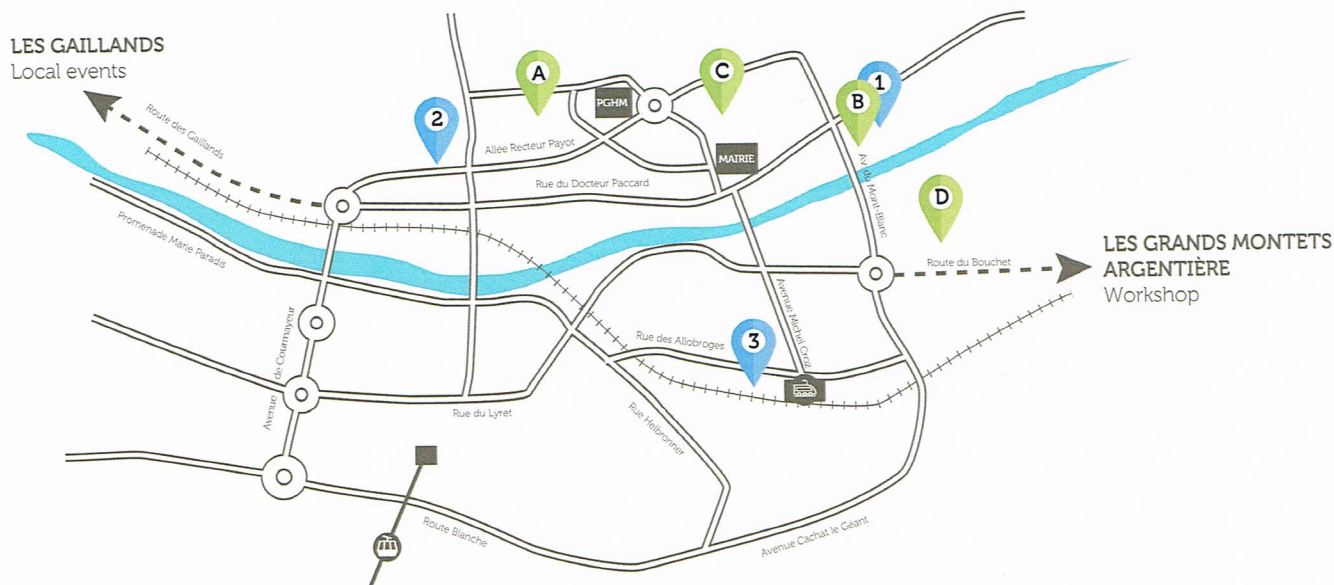 LES GAILLANDS
Local events
Route des Gaillands
2
A
PGHM
C
1
B
Allée Recteur Payot
MAIRIE
Rue du Docteur Paccard
Av. du Mont-Blanc
D
Promenade Marie Paradis
Route du Bouchet
LES GRANDS MONTETS
ARGENTIÈRE
Workshop
Avenue de Courmayeur
Avenue Michel Croz
Rue des Allobroges
3
Rue du Lyret
Rue Helbronner
Route Blanche
Avenue Cachat le Géant